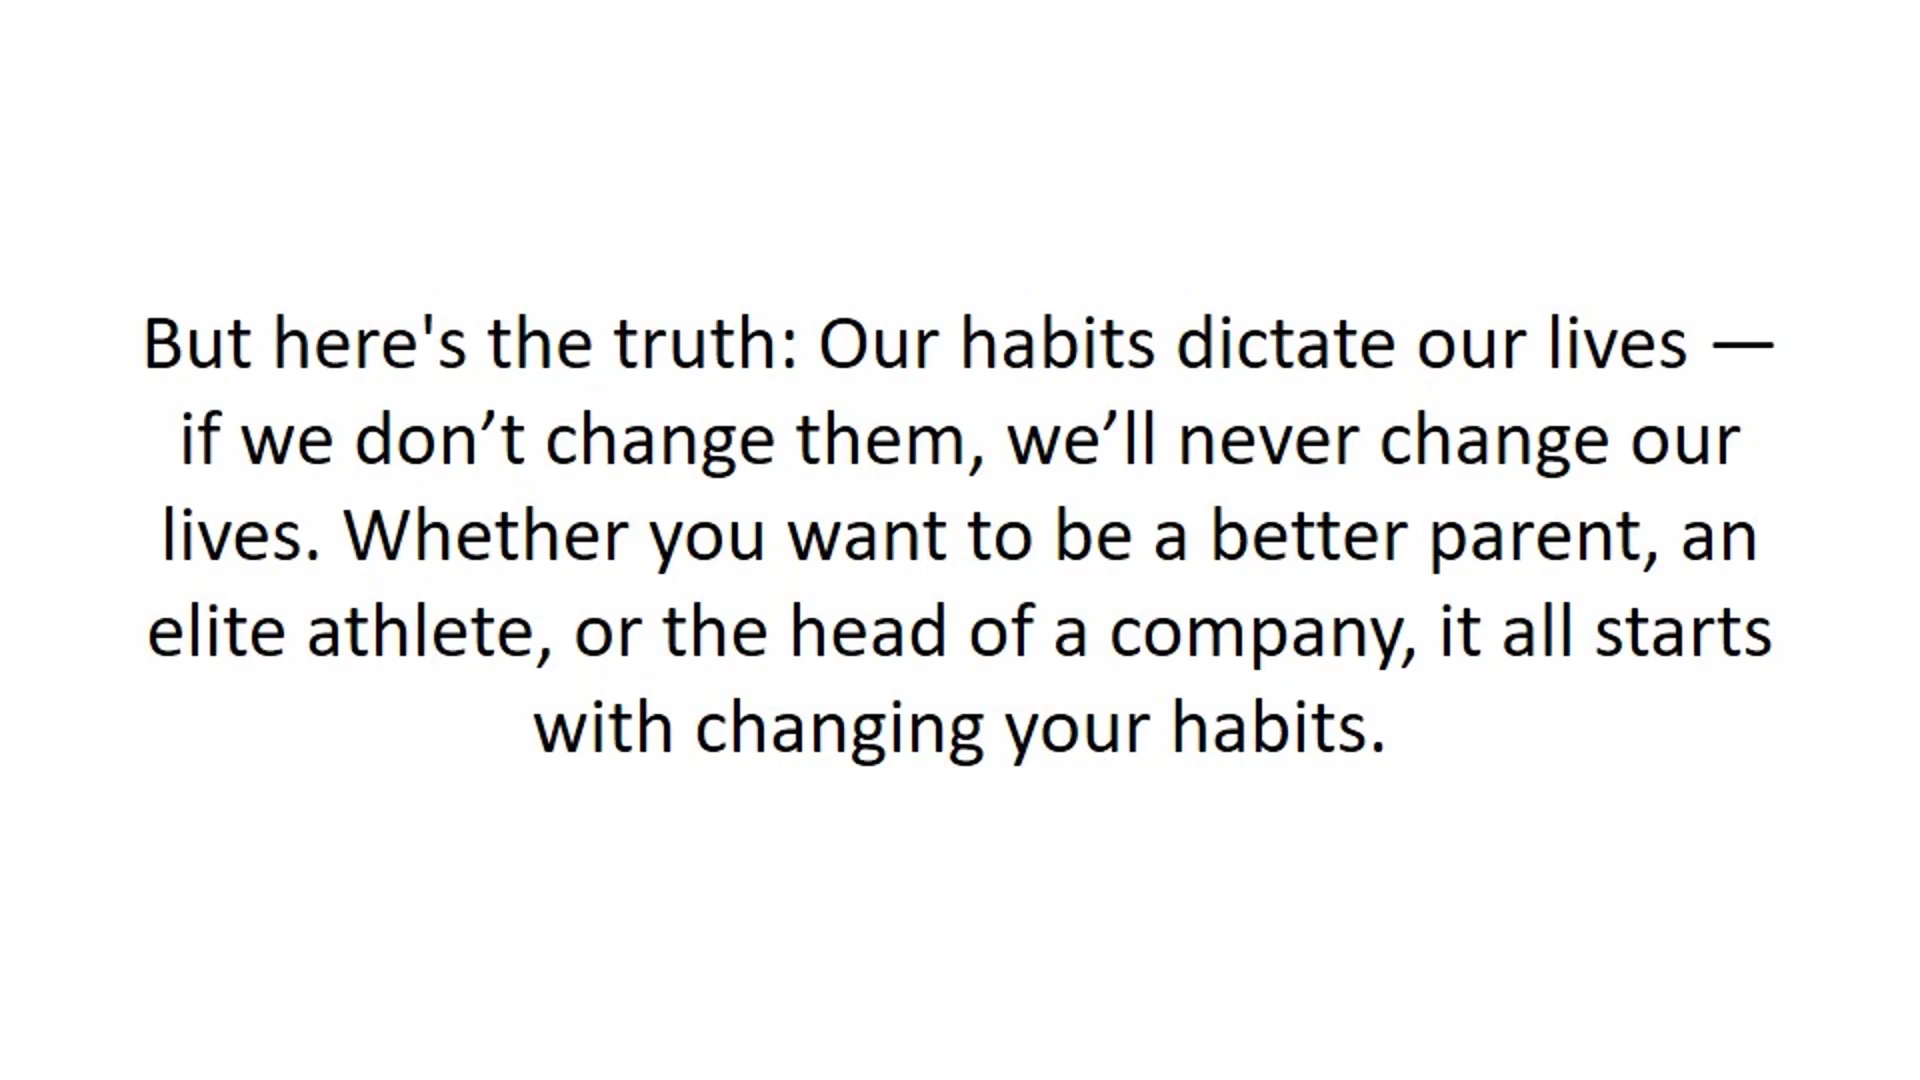 But here's the truth: Our habits dictate our lives —
if we don’t change them, we’ll never change our
lives. Whether you want to be a better parent, an
elite athlete, or the head of a company, it all starts
with changing your habits.